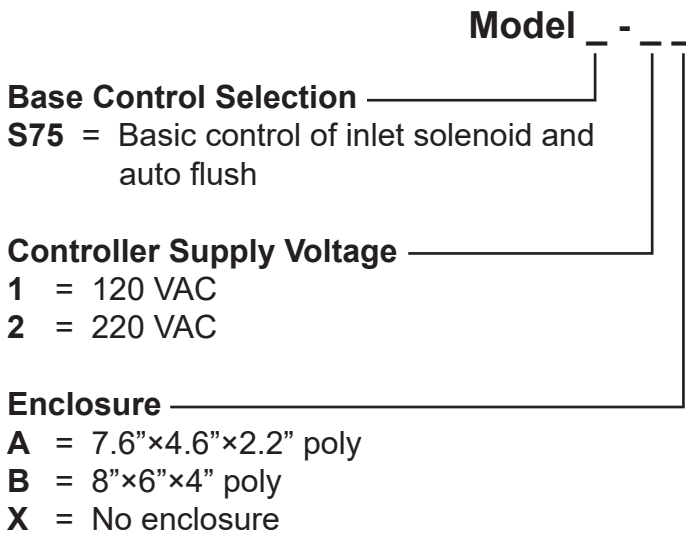 Model _ - _ _
Base Control Selection
S75 = Basic control of inlet solenoid and
auto flush
Controller Supply Voltage
1 = 120 VAC
2 = 220 VAC
Enclosure
A = 7.6”×4.6”×2.2” poly
B = 8”×6”×4” poly
X = No enclosure